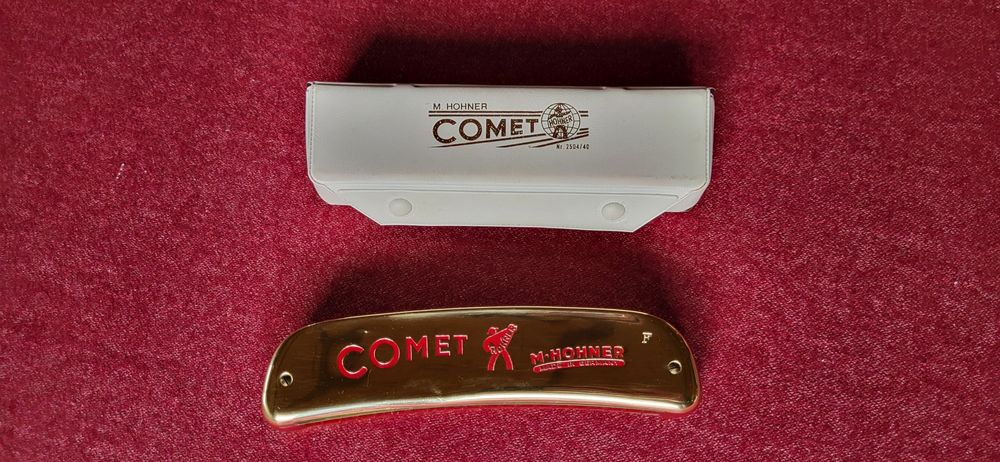 M. HOHNER
COMET
HOHNER
Nr. 2504/40
COMET
M·HOHNER
MADE IN GERMANY
F